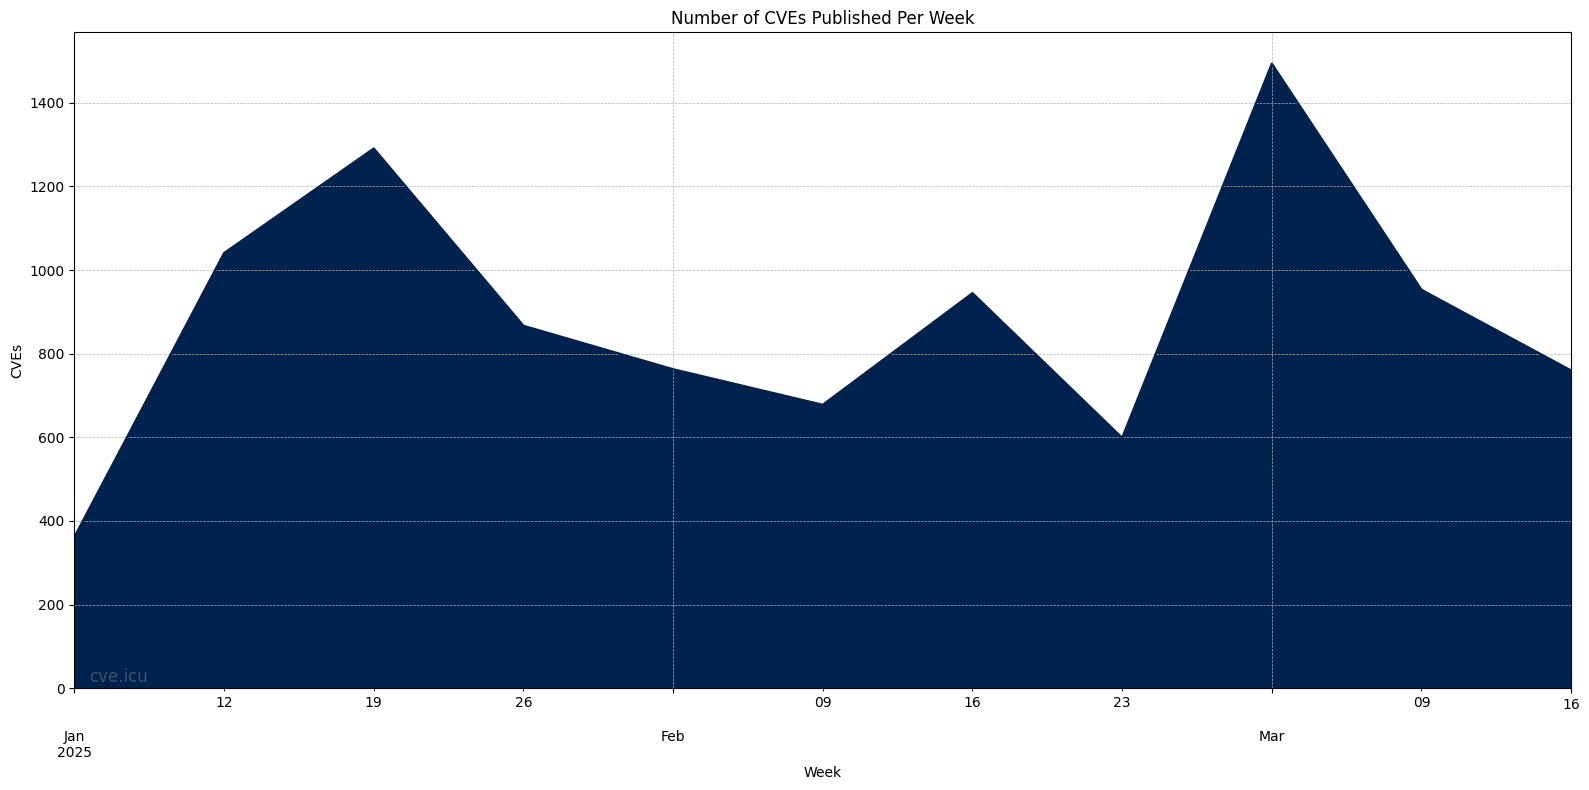 Number of CVEs Published Per Week
CVEs
1400
1200
1000
800
600
400
200
0
cve.icu
12 19 26 09 16 23 09 16
Jan Feb Mar
2025
Week